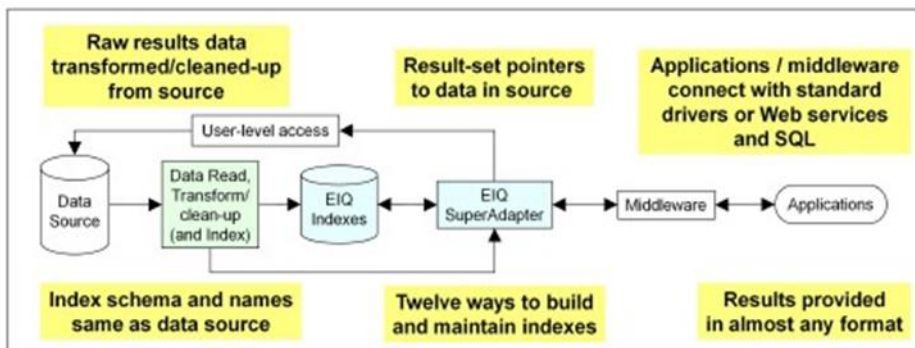 Raw results data
transformed/cleaned-up
from source
Result-set pointers
to data in source
Applications / middleware
connect with standard
drivers or Web services
and SQL
User-level access
Data
Source
Data Read,
Transform/
clean-up
(and Index)
EIQ
Indexes
EIQ
SuperAdapter
Middleware
Applications
Index schema and names
same as data source
Twelve ways to build
and maintain indexes
Results provided
in almost any format